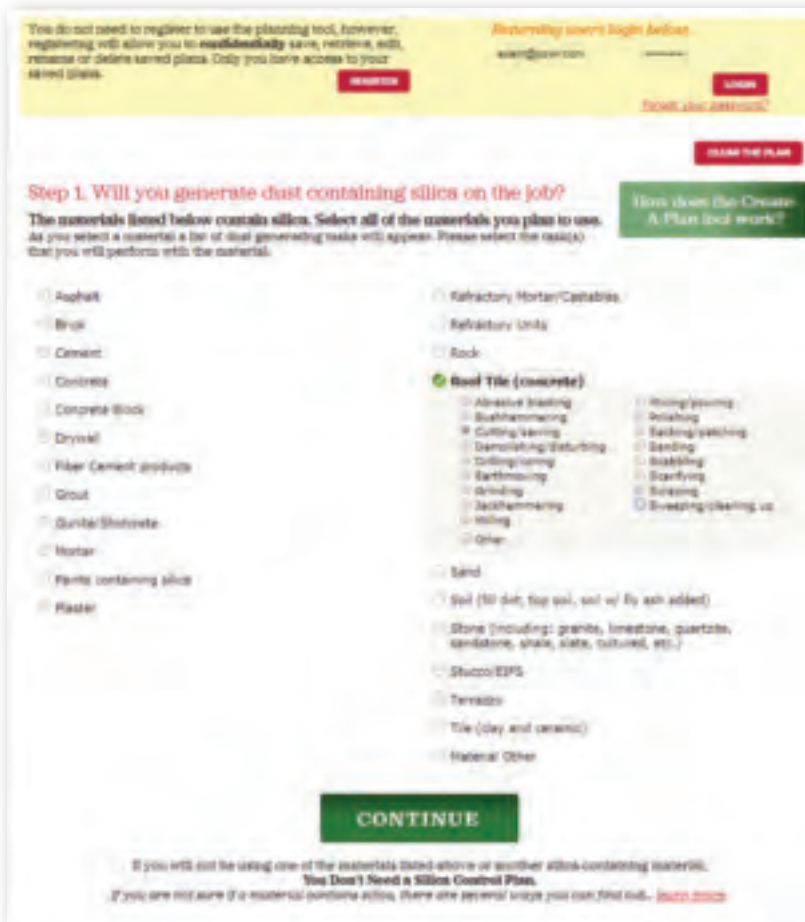 You do not need to register to use the planning tool, however,
registering will allow you to confidentially save, retrieve, edit,
rename or delete saved plans. Only you have access to your
saved plans.
REGISTER
Returning users login below.
LOGIN
Forgot your password?
CLEAR THE PLAN
Step 1. Will you generate dust containing silica on the job?
How does the Create-
A-Plan tool work?
The materials listed below contain silica. Select all of the materials you plan to use.
As you select a material a list of dust generating tasks will appear. Please select the task(s)
that you will perform with the material.
Asphalt
Brick
Cement
Concrete
Concrete Block
Drywall
Fiber Cement products
Grout
Gunite/Shotcrete
Mortar
Paints containing silica
Plaster
Refractory Mortar/Castables
Refractory Units
Rock
Roof Tile (concrete)
Abrasive blasting
Bushhammering
Cutting/sawing
Demolishing/disturbing
Drilling/coring
Earthmoving
Grinding
Jackhammering
Milling
Other
Mixing/pouring
Polishing
Sacking/patching
Sanding
Scabbling
Scarifying
Scraping
Sweeping/cleaning up
Sand
Soil (fill dirt, top soil, soil w/ fly ash added)
Stone (including: granite, limestone, quartzite,
sandstone, shale, slate, cultured, etc.)
Stucco/EIFS
Terrazzo
Tile (clay and ceramic)
Material Other
CONTINUE
If you will not be using one of the materials listed above or another silica-containing material,
You Don't Need a Silica Control Plan.
If you are not sure if a material contains silica, there are several ways you can find out... learn more